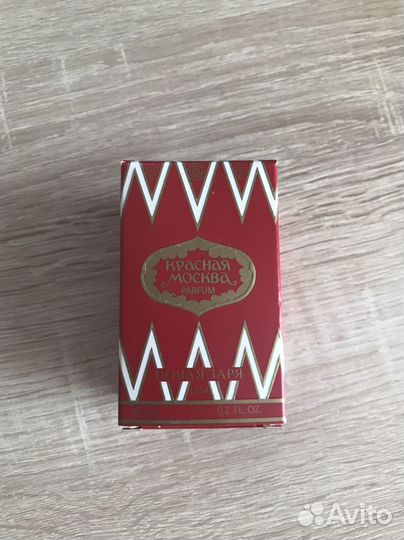 КРАСНАЯ
МОСКВА
PARFUM
НОВАЯ ЗАРЯ
0,2 FL. OZ.
Avito